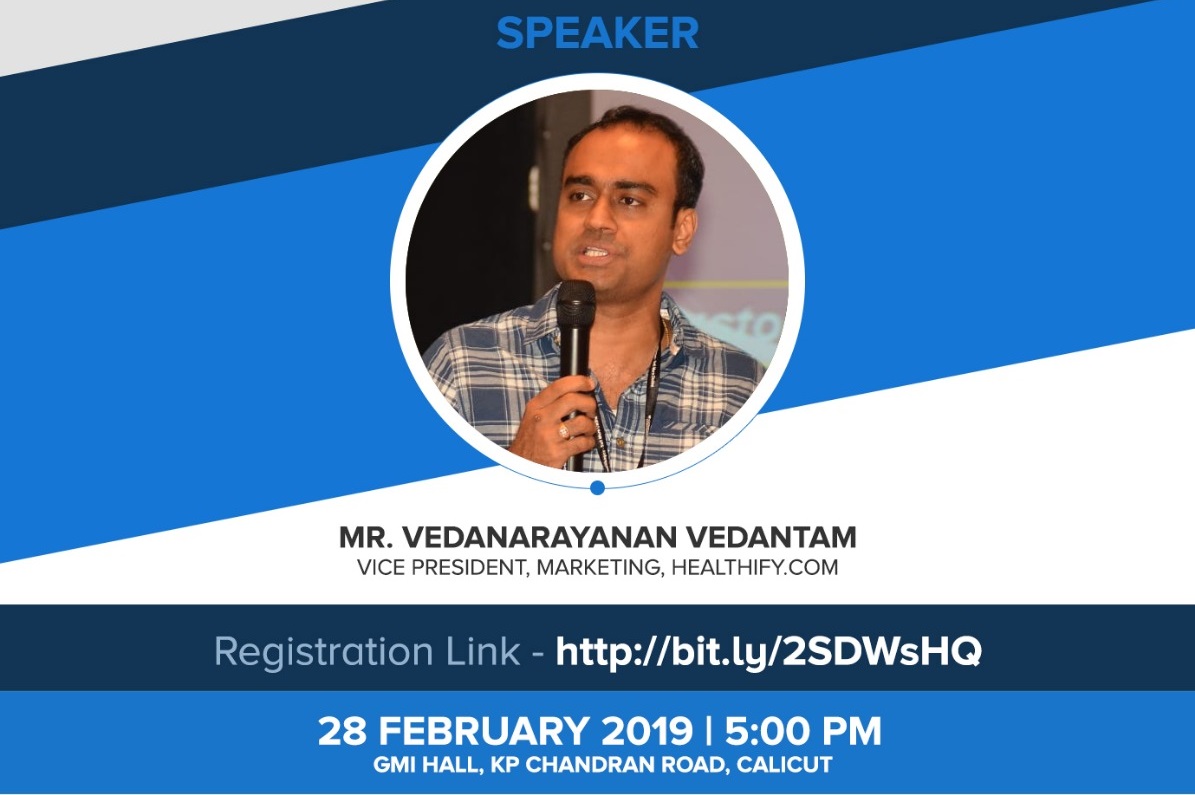 SPEAKER
MR. VEDANARAYANAN VEDANTAM
VICE PRESIDENT, MARKETING, HEALTHIFY.COM
Registration Link - http://bit.ly/2SDWsHQ
28 FEBRUARY 2019 | 5:00 PM
GMI HALL, KP CHANDRAN ROAD, CALICUT